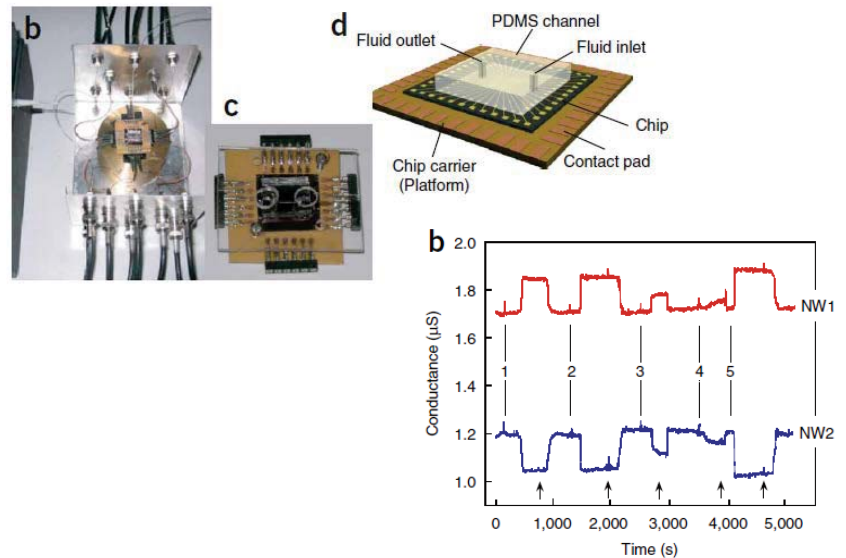 b
c
d
PDMS channel
Fluid outlet
Fluid inlet
Chip
Contact pad
Chip carrier
(Platform)
b
2.0
1.8
1.6
1.4
1.2
1.0
Conductance (µS)
NW1
1 2 3 4 5
NW2
0 1,000 2,000 3,000 4,000 5,000
Time (s)